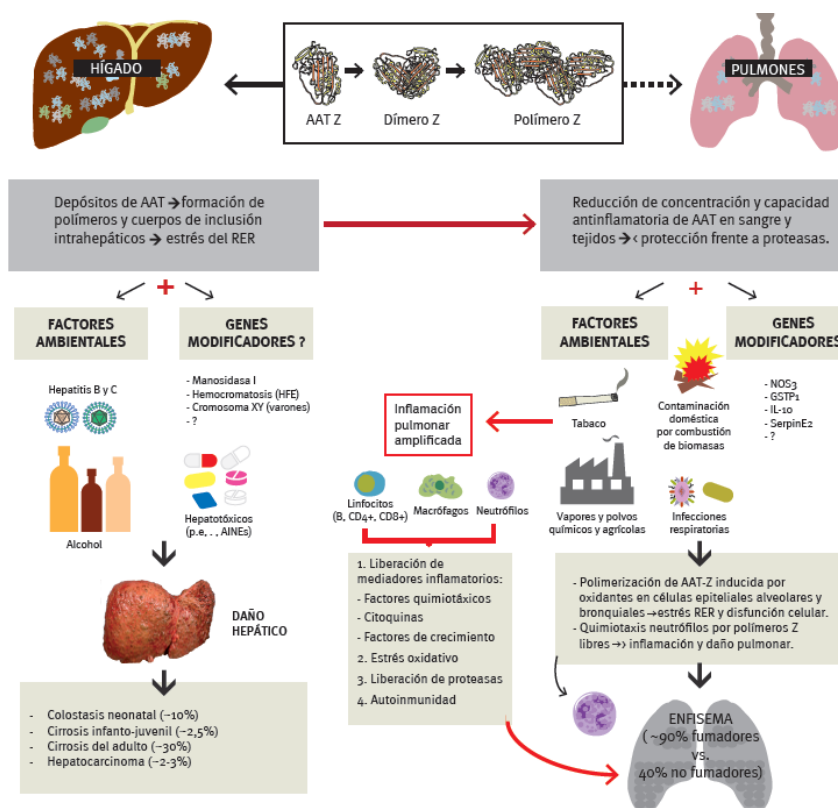 HÍGADO
AAT Z
Dímero Z
Polímero Z
PULMONES
Depósitos de AAT → formación de
polímeros y cuerpos de inclusión
intrahepáticos → estrés del RER
Reducción de concentración y capacidad
antinflamatoria de AAT en sangre y
tejidos → ‹ protección frente a proteasas.
+
+
FACTORES
AMBIENTALES
GENES
MODIFICADORES ?
Hepatitis B y C
- Manosidasa I
- Hemocromatosis (HFE)
- Cromosoma XY (varones)
- ?
Alcohol
Hepatotóxicos
(p.e, . , AINEs)
DAÑO
HEPÁTICO
- Colostasis neonatal (~10%)
- Cirrosis infanto-juvenil (~2,5%)
- Cirrosis del adulto (~30%)
- Hepatocarcinoma (~2-3%)
Inflamación
pulmonar
amplificada
Linfocitos
(B, CD4+, CD8+)
Macrófagos
Neutrófilos
1. Liberación de
mediadores inflamatorios:
- Factores quimiotáxicos
- Citoquinas
- Factores de crecimiento
2. Estrés oxidativo
3. Liberación de proteasas
4. Autoinmunidad
FACTORES
AMBIENTALES
GENES
MODIFICADORES
Tabaco
Contaminación
doméstica
por combustión
de biomasas
- NOS3
- GSTP1
- IL-10
- SerpinE2
- ?
Vapores y polvos
químicos y agrícolas
Infecciones
respiratorias
- Polimerización de AAT-Z inducida por
oxidantes en células epiteliales alveolares y
bronquiales → estrés RER y disfunción celular.
- Quimiotaxis neutrófilos por polímeros Z
libres →› inflamación y daño pulmonar.
ENFISEMA
( ~90% fumadores
vs.
40% no fumadores)